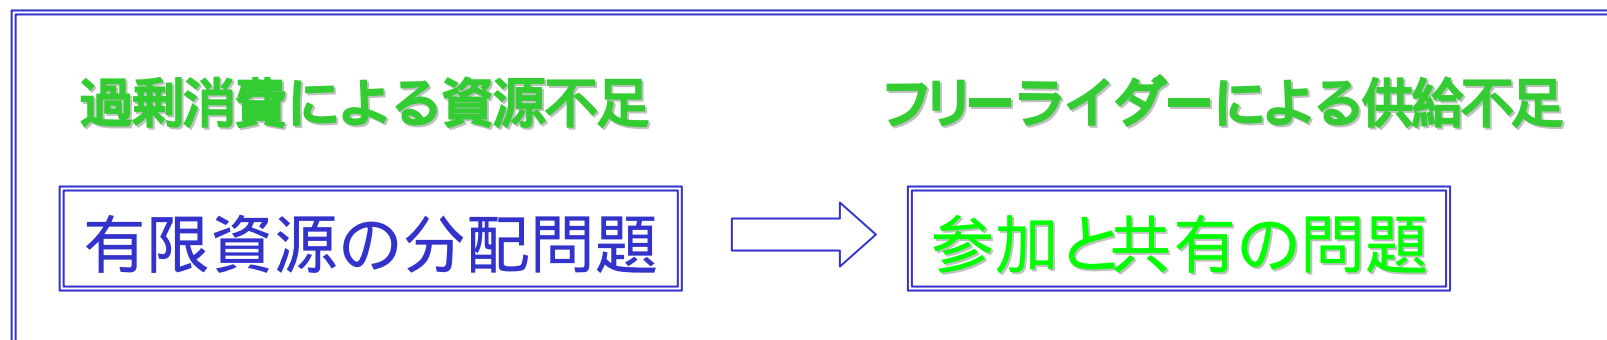 過剰消費による資源不足
フリーライダーによる供給不足
有限資源の分配問題
参加と共有の問題